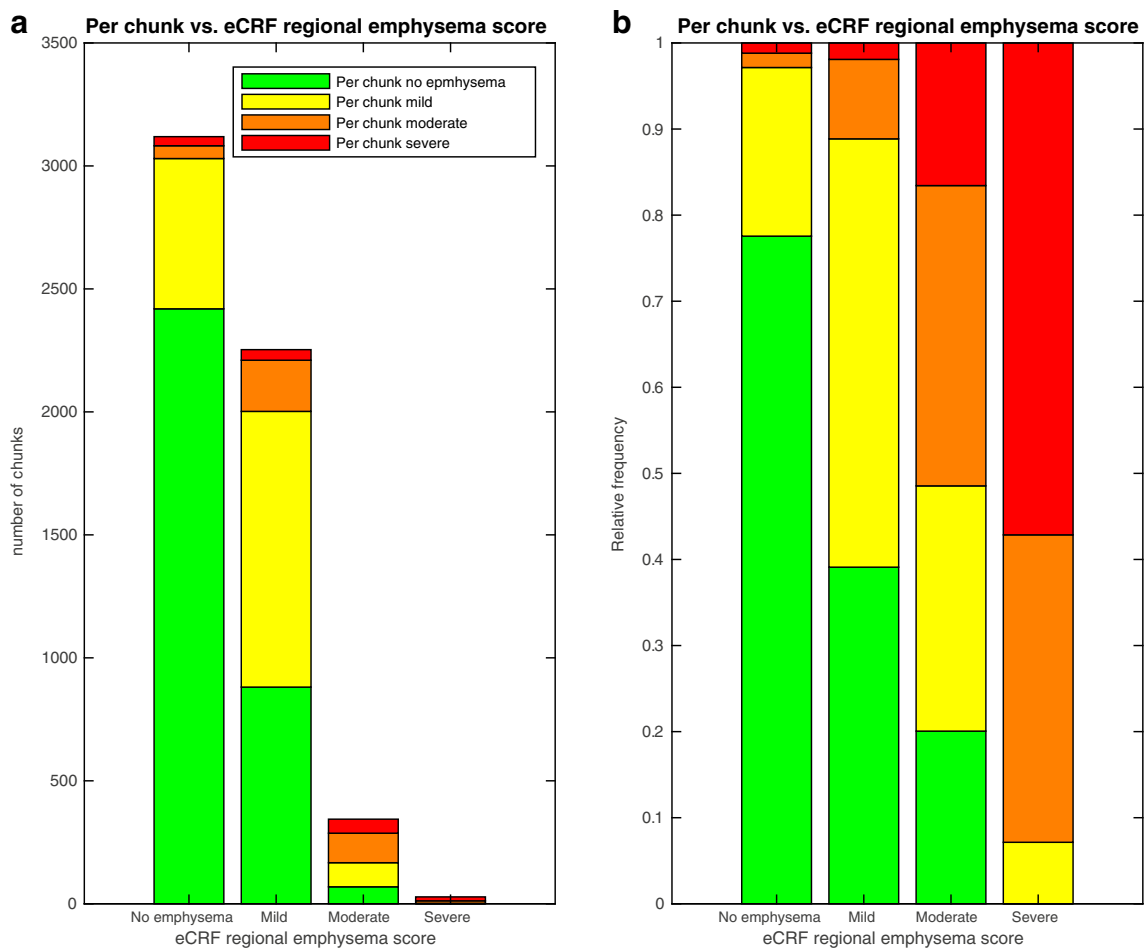 a
Per chunk vs. eCRF regional emphysema score
3500
3000
2500
2000
1500
1000
500
0
number of chunks
Per chunk no epmhysema
Per chunk mild
Per chunk moderate
Per chunk severe
No emphysema Mild Moderate Severe
eCRF regional emphysema score
b
Per chunk vs. eCRF regional emphysema score
1
0.9
0.8
0.7
0.6
0.5
0.4
0.3
0.2
0.1
0
Relative frequency
No emphysema Mild Moderate Severe
eCRF regional emphysema score